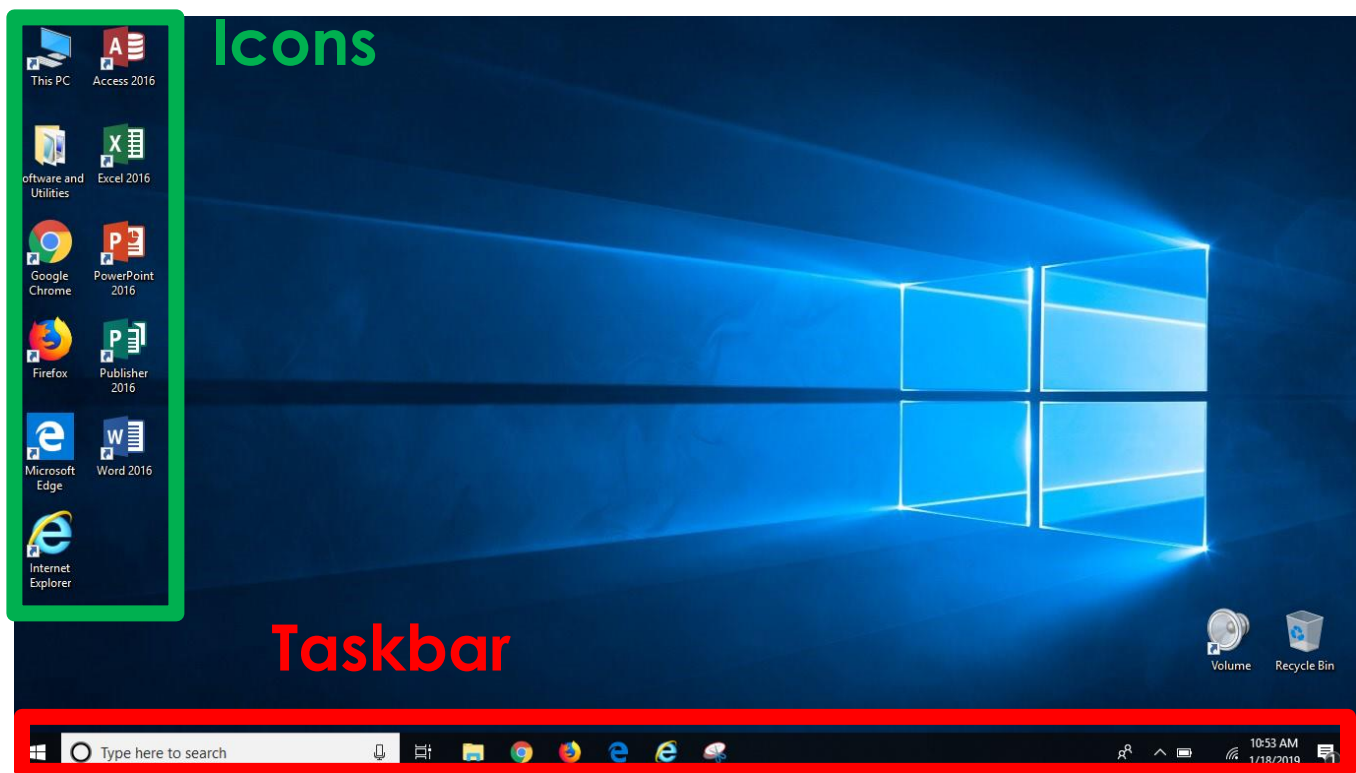 Icons
This PC
Access 2016
oftware and
Utilities
Excel 2016
Google
Chrome
PowerPoint
2016
Firefox
Publisher
2016
Microsoft
Edge
Word 2016
Internet
Explorer
Taskbar
Volume
Recycle Bin
Type here to search
10:53 AM
1/18/2019
1